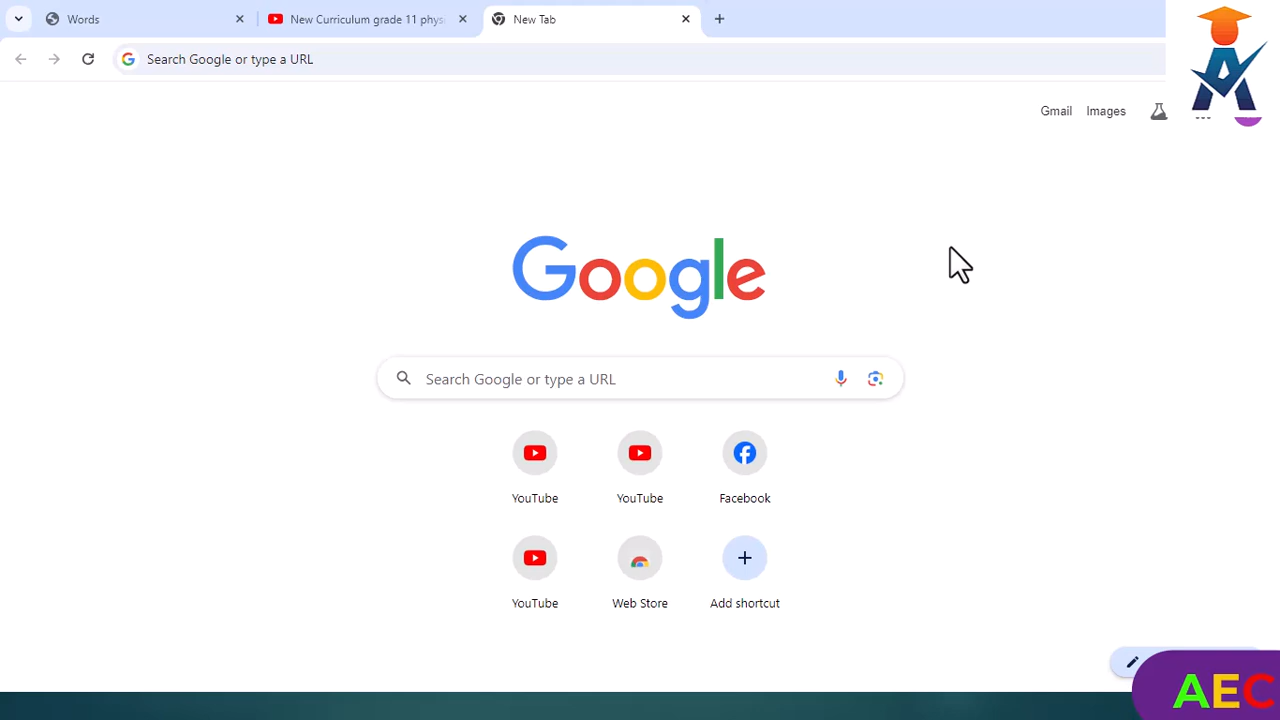 Words
New Curriculum grade 11 phys
New Tab
Search Google or type a URL
Gmail
Images
Google
Search Google or type a URL
YouTube
YouTube
Facebook
YouTube
Web Store
Add shortcut
AEC